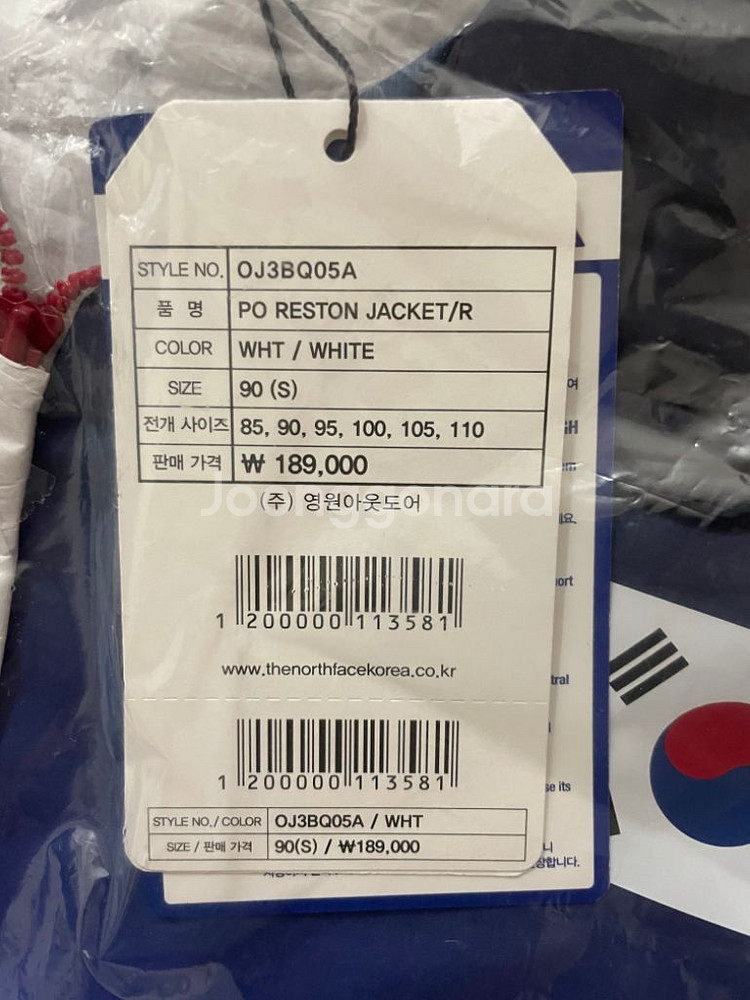 STYLE NO. OJ3BQ05A
품 명 PO RESTON JACKET/R
COLOR WHT / WHITE
SIZE 90 (S)
전개 사이즈 85, 90, 95, 100, 105, 110
판매 가격 ₩ 189,000
(주) 영원아웃도어
Joonggonara
1 200000 113581
www.thenorthfacekorea.co.kr
1 200000 113581
STYLE NO./COLOR OJ3BQ05A / WHT
SIZE / 판매 가격 90(S) / ₩189,000